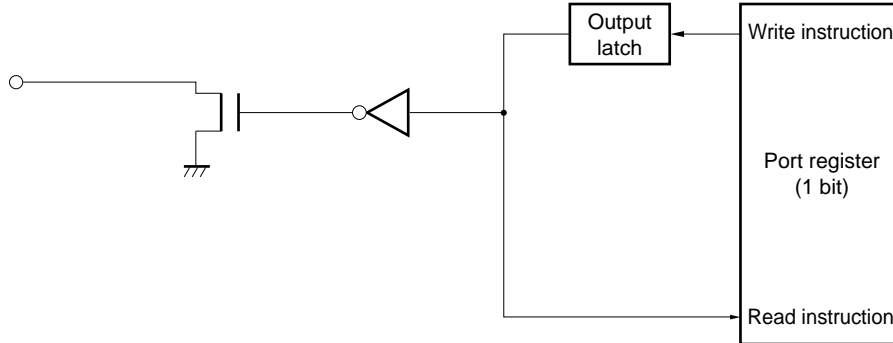 Output
latch
Write instruction
Port register
(1 bit)
Read instruction